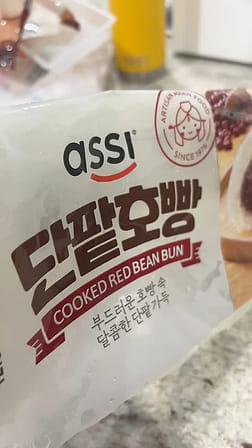 ARTISAN ASIAN FOOD
SINCE 1976
assi
단팥호빵
COOKED RED BEAN BUN
부드러운 호빵 속
달콤한 단팥 가득